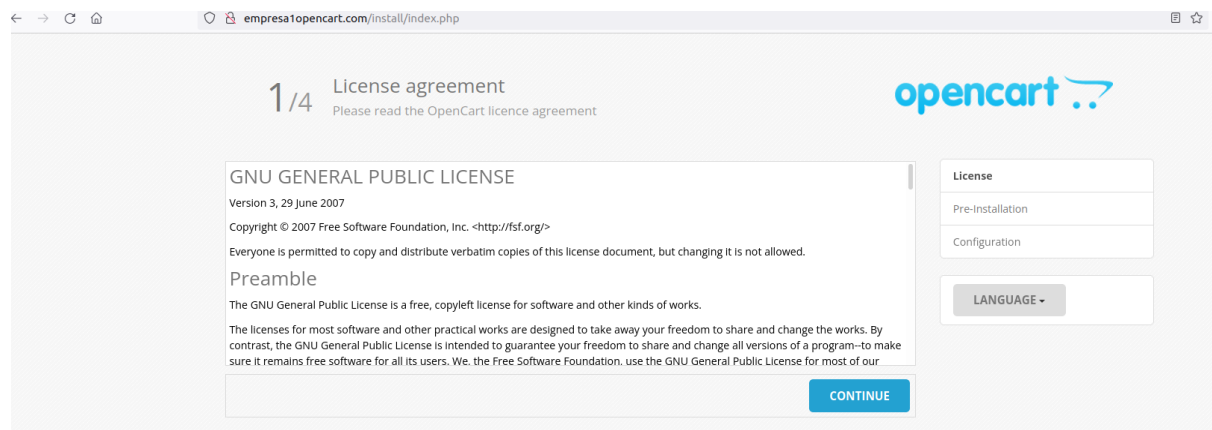 empresa1opencart.com/install/index.php
1/4
License agreement
Please read the OpenCart licence agreement
opencart
GNU GENERAL PUBLIC LICENSE
Version 3, 29 June 2007
Copyright © 2007 Free Software Foundation, Inc. <http://fsf.org/>
Everyone is permitted to copy and distribute verbatim copies of this license document, but changing it is not allowed.
Preamble
The GNU General Public License is a free, copyleft license for software and other kinds of works.
The licenses for most software and other practical works are designed to take away your freedom to share and change the works. By
contrast, the GNU General Public License is intended to guarantee your freedom to share and change all versions of a program--to make
sure it remains free software for all its users. We, the Free Software Foundation, use the GNU General Public License for most of our
CONTINUE
License
Pre-Installation
Configuration
LANGUAGE